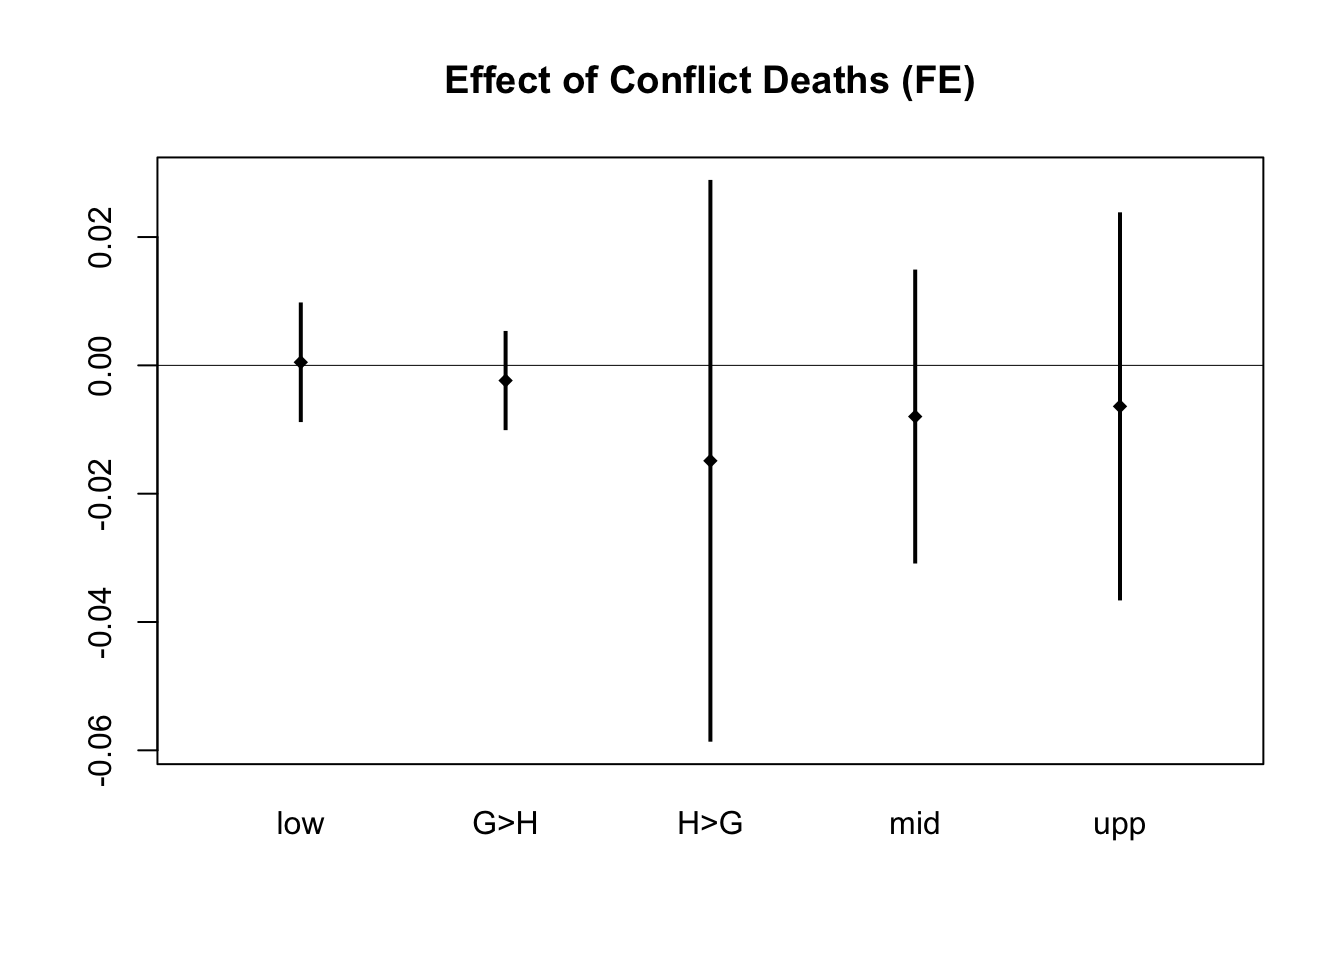 Effect of Conflict Deaths (FE)
0.02
0.00
-0.02
-0.04
-0.06
low G>H H>G mid upp